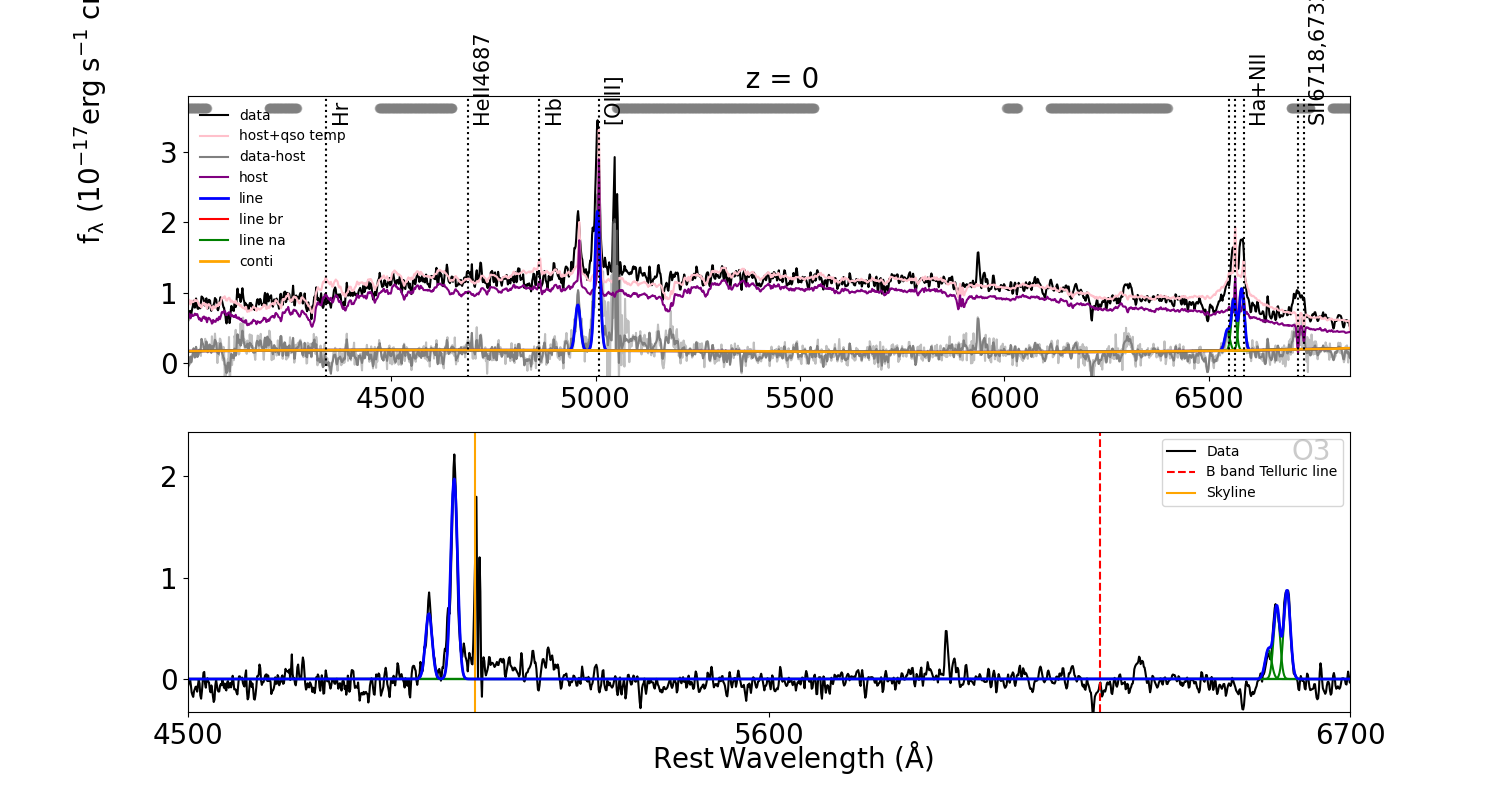 z = 0
f_λ (10⁻¹⁷erg s⁻¹ c
Hr
HeII4687
Hb
[OIII]
Ha+NII
SII6718,673
data
host+qso temp
data-host
host
line
line br
line na
conti
3
2
1
0
4500 5000 5500 6000 6500
O3
Data
B band Telluric line
Skyline
2
1
0
4500 5600 6700
Rest Wavelength (Å)